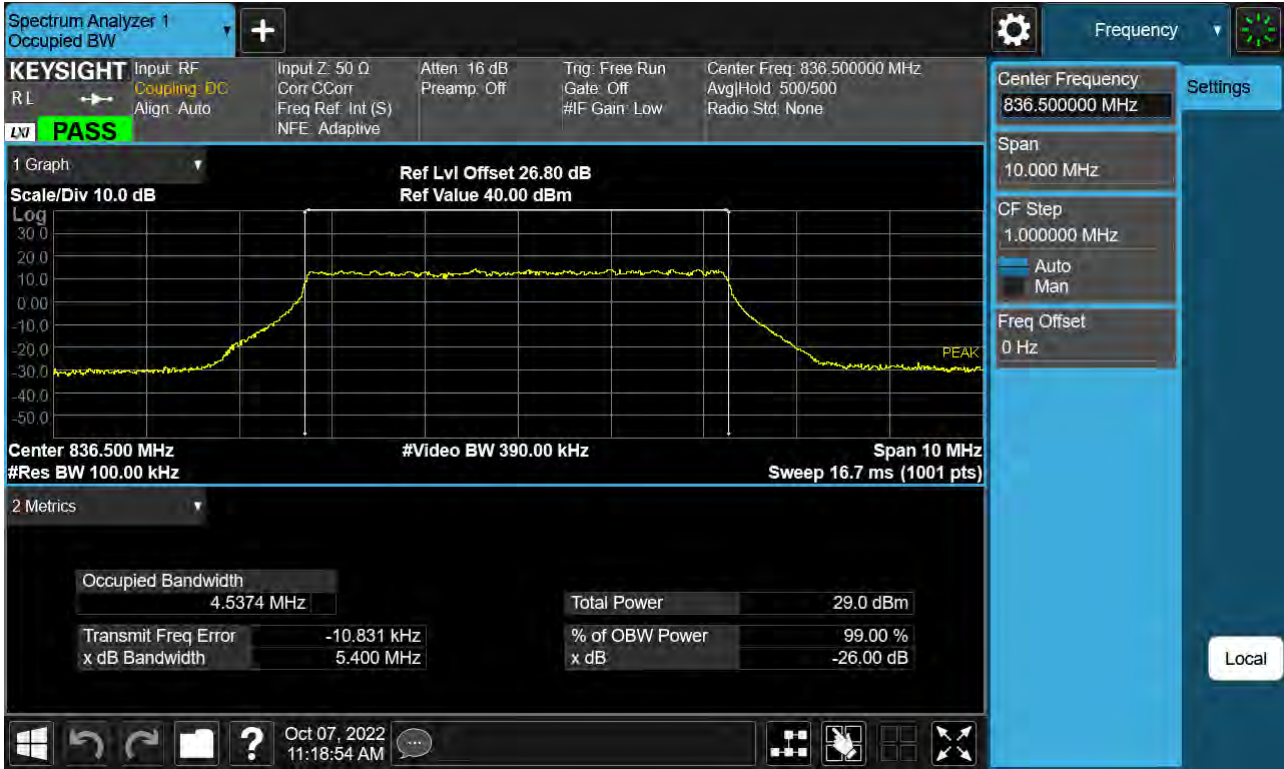 Spectrum Analyzer 1
Occupied BW
Frequency
KEYSIGHT
RL
LXI
PASS
Input: RF
Coupling: DC
Align: Auto
Input Z: 50 Ω
Corr CCorr
Freq Ref: Int (S)
NFE: Adaptive
Atten: 16 dB
Preamp: Off
Trig: Free Run
Gate: Off
#IF Gain: Low
Center Freq: 836.500000 MHz
Avg|Hold: 500/500
Radio Std: None
Center Frequency
836.500000 MHz
Settings
Span
10.000 MHz
CF Step
1.000000 MHz
Auto
Man
Freq Offset
0 Hz
Local
1 Graph
Scale/Div 10.0 dB
Ref Lvl Offset 26.80 dB
Ref Value 40.00 dBm
Log
30.0
20.0
10.0
0.00
-10.0
-20.0
-30.0
-40.0
-50.0
PEAK
Center 836.500 MHz
#Video BW 390.00 kHz
Span 10 MHz
#Res BW 100.00 kHz
Sweep 16.7 ms (1001 pts)
2 Metrics
Occupied Bandwidth
4.5374 MHz
Total Power 29.0 dBm
Transmit Freq Error -10.831 kHz
% of OBW Power 99.00 %
x dB Bandwidth 5.400 MHz
x dB -26.00 dB
?
Oct 07, 2022
11:18:54 AM